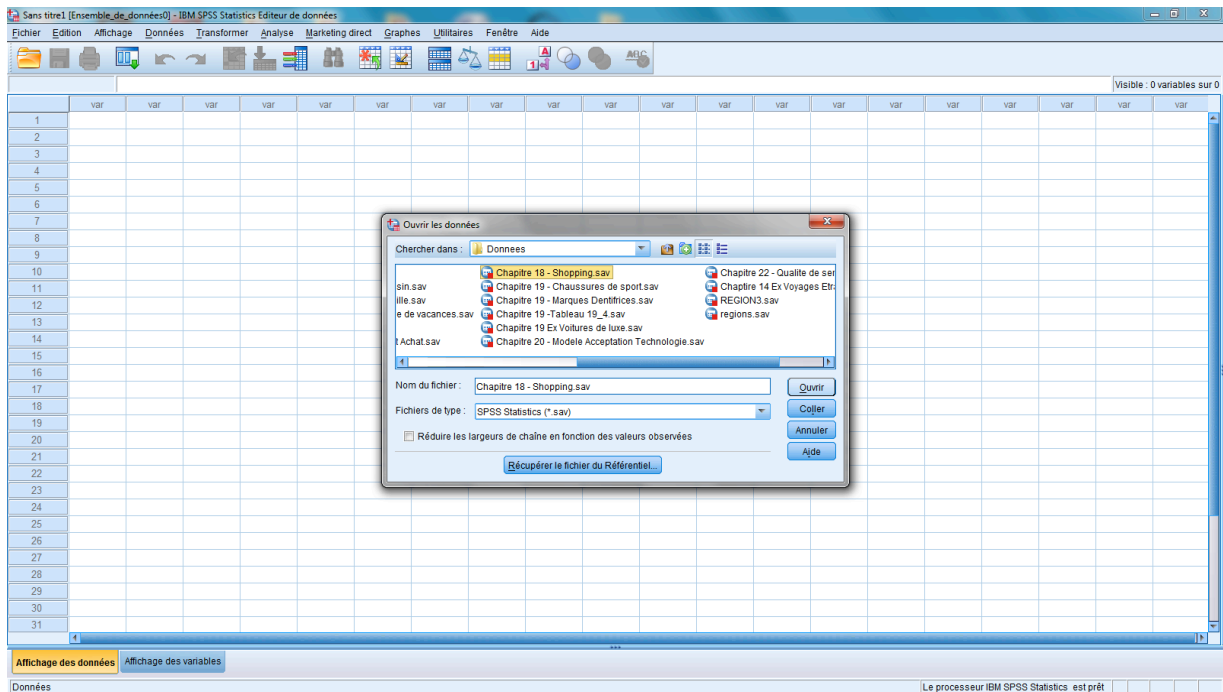 Sans titre1 [Ensemble_de_données0] - IBM SPSS Statistics Editeur de données
Fichier Edition Affichage Données Transformer Analyse Marketing direct Graphes Utilitaires Fenêtre Aide
Visible : 0 variables sur 0
var var var var var var var var var var var var var var var var var var var var
1
2
3
4
5
6
7
8
9
10
11
12
13
14
15
16
17
18
19
20
21
22
23
24
25
26
27
28
29
30
31
Ouvrir les données
Chercher dans : Donnees
Chapitre 18 - Shopping.sav Chapitre 22 - Qualite de ser
sin.sav Chapitre 19 - Chaussures de sport.sav Chaptire 14 Ex Voyages Etr
ille.sav Chapitre 19 - Marques Dentifrices.sav REGION3.sav
e de vacances.sav Chapitre 19 -Tableau 19_4.sav regions.sav
Chapitre 19 Ex Voitures de luxe.sav
t Achat.sav Chapitre 20 - Modele Acceptation Technologie.sav
Nom du fichier : Chapitre 18 - Shopping.sav Ouvrir
Fichiers de type : SPSS Statistics (*.sav) Coller
Réduire les largeurs de chaîne en fonction des valeurs observées Annuler
Aide
Récupérer le fichier du Référentiel...
Affichage des données Affichage des variables
Données Le processeur IBM SPSS Statistics est prêt